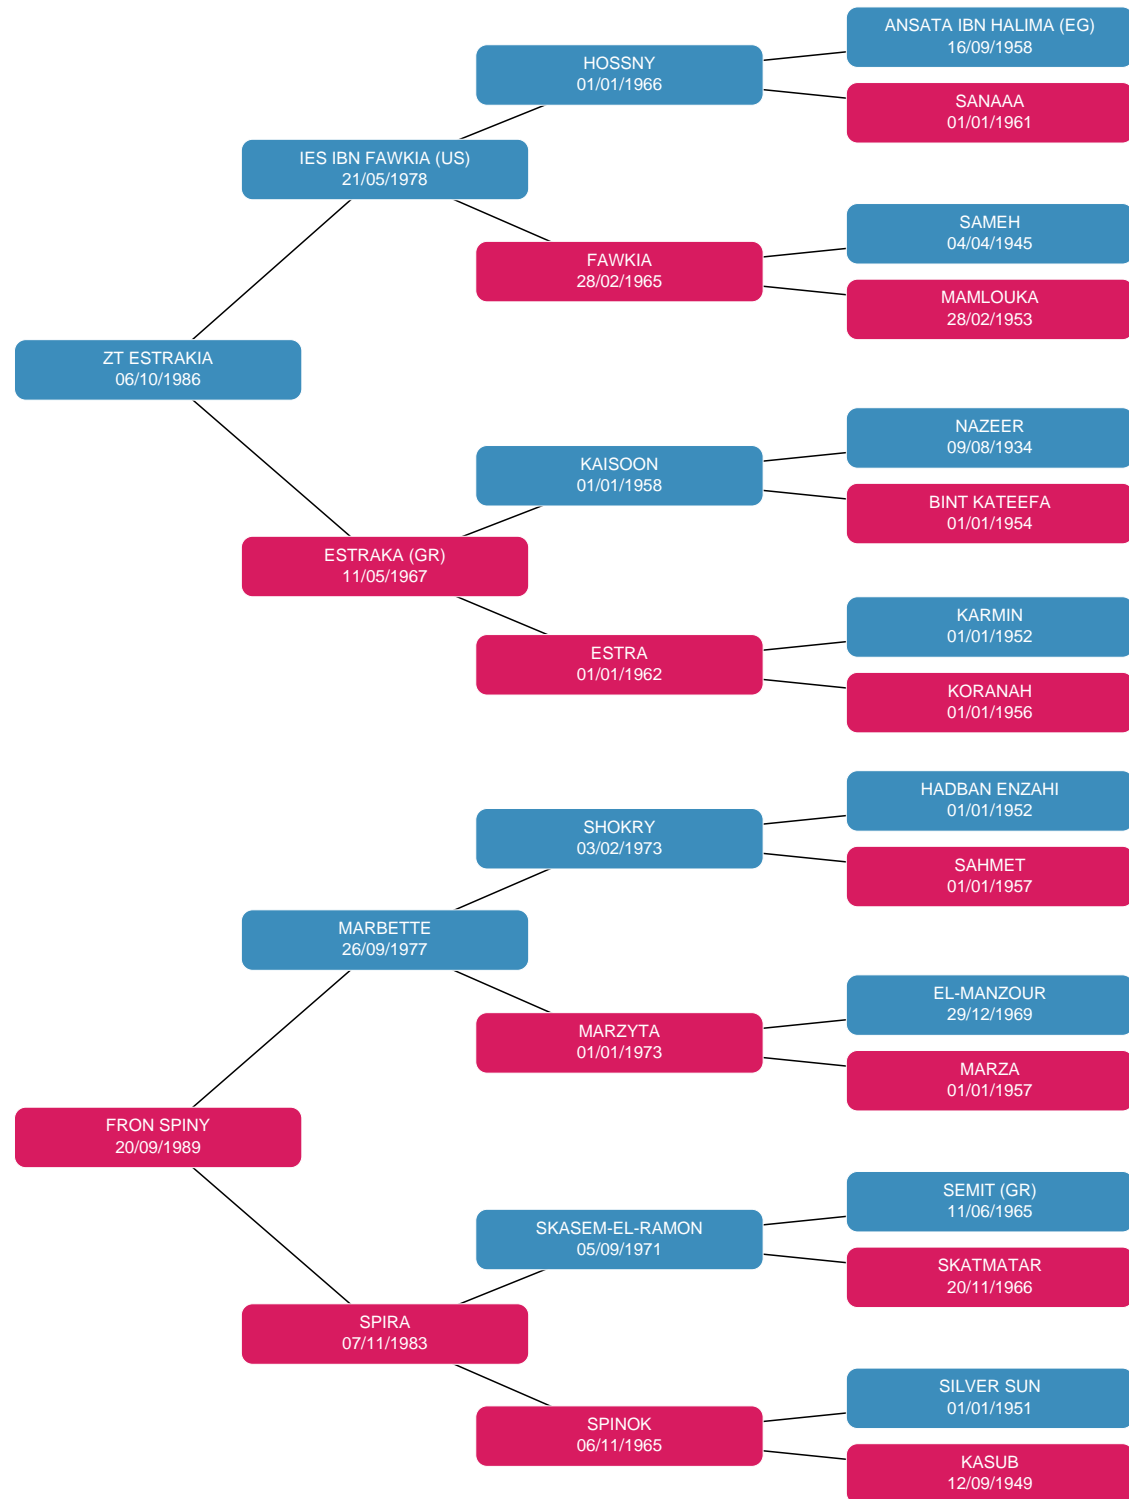 ANSATA IBN HALIMA (EG)
16/09/1958
HOSSNY
01/01/1966
SANAAA
01/01/1961
IES IBN FAWKIA (US)
21/05/1978
SAMEH
04/04/1945
FAWKIA
28/02/1965
MAMLOUKA
28/02/1953
ZT ESTRAKIA
06/10/1986
NAZEER
09/08/1934
KAISOON
01/01/1958
BINT KATEEFA
01/01/1954
ESTRAKA (GR)
11/05/1967
KARMIN
01/01/1952
ESTRA
01/01/1962
KORANAH
01/01/1956
HADBAN ENZAHI
01/01/1952
SHOKRY
03/02/1973
SAHMET
01/01/1957
MARBETTE
26/09/1977
EL-MANZOUR
29/12/1969
MARZYTA
01/01/1973
MARZA
01/01/1957
FRON SPINY
20/09/1989
SEMIT (GR)
11/06/1965
SKASEM-EL-RAMON
05/09/1971
SKATMATAR
20/11/1966
SPIRA
07/11/1983
SILVER SUN
01/01/1951
SPINOK
06/11/1965
KASUB
12/09/1949